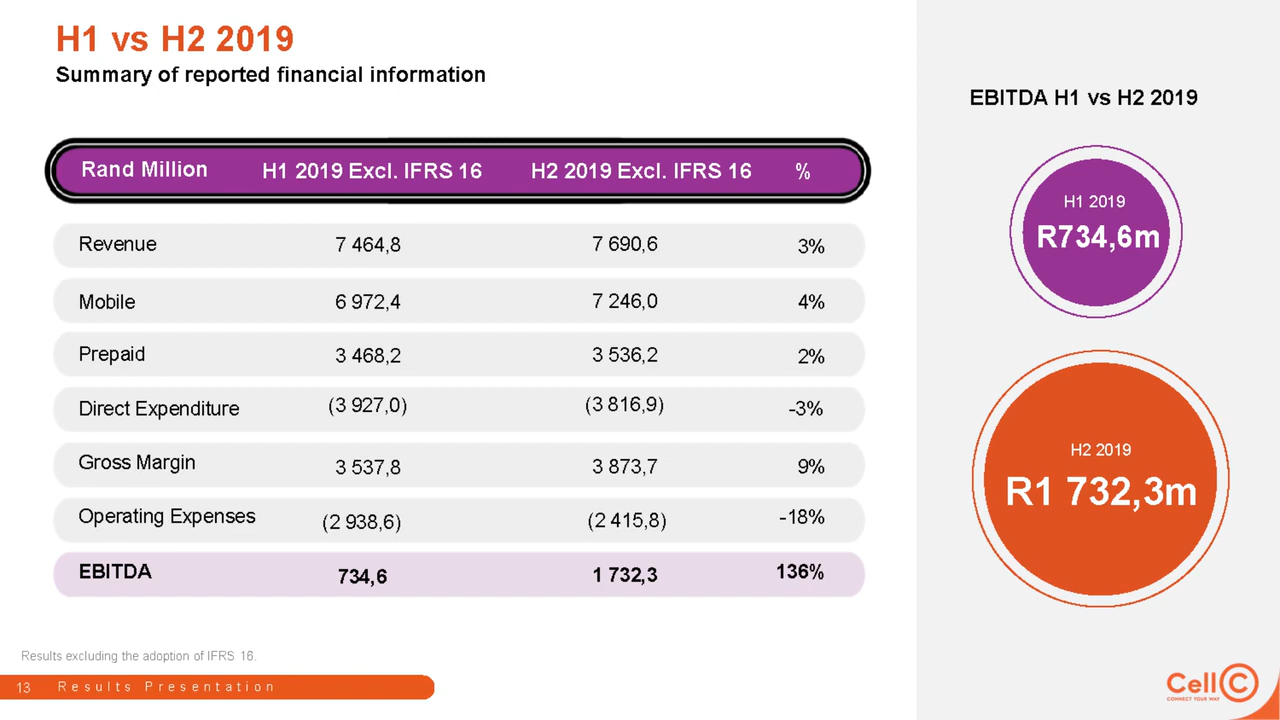 H1 vs H2 2019
Summary of reported financial information
Rand Million H1 2019 Excl. IFRS 16 H2 2019 Excl. IFRS 16 %
Revenue 7 464,8 7 690,6 3%
Mobile 6 972,4 7 246,0 4%
Prepaid 3 468,2 3 536,2 2%
Direct Expenditure (3 927,0) (3 816,9) -3%
Gross Margin 3 537,8 3 873,7 9%
Operating Expenses (2 938,6) (2 415,8) -18%
EBITDA 734,6 1 732,3 136%
Results excluding the adoption of IFRS 16.
13 Results Presentation
EBITDA H1 vs H2 2019
H1 2019
R734,6m
H2 2019
R1 732,3m
Cell C
CONNECT YOUR WAY